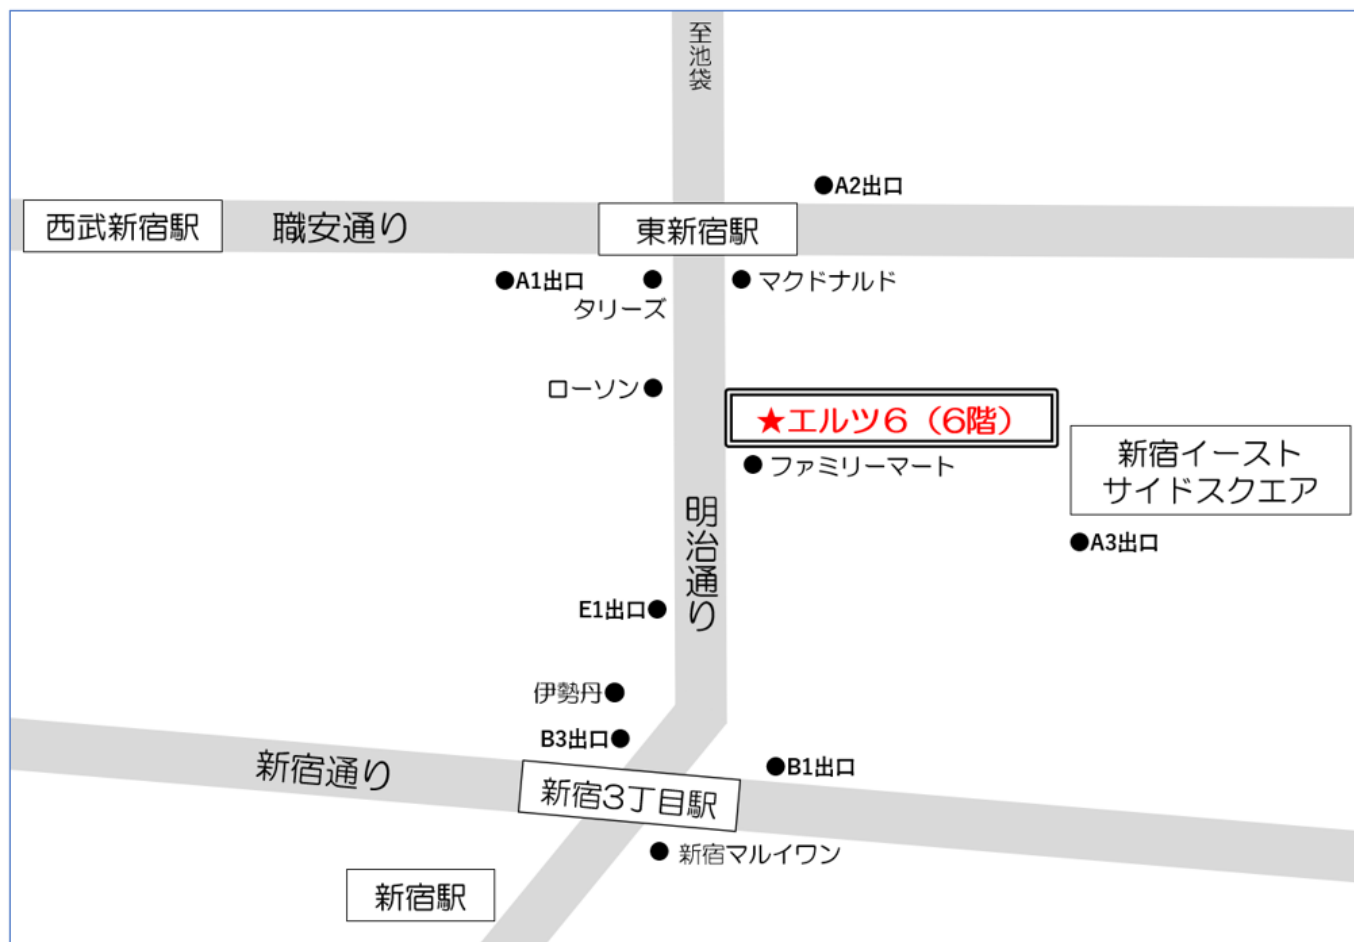 至池袋
●A2出口
西武新宿駅
職安通り
東新宿駅
●A1出口
タリーズ
マクドナルド
ローソン
★エルツ6（6階）
ファミリーマート
新宿イースト
サイドスクエア
明治通り
●A3出口
E1出口●
伊勢丹
B3出口
新宿通り
●B1出口
新宿3丁目駅
新宿マルイワン
新宿駅